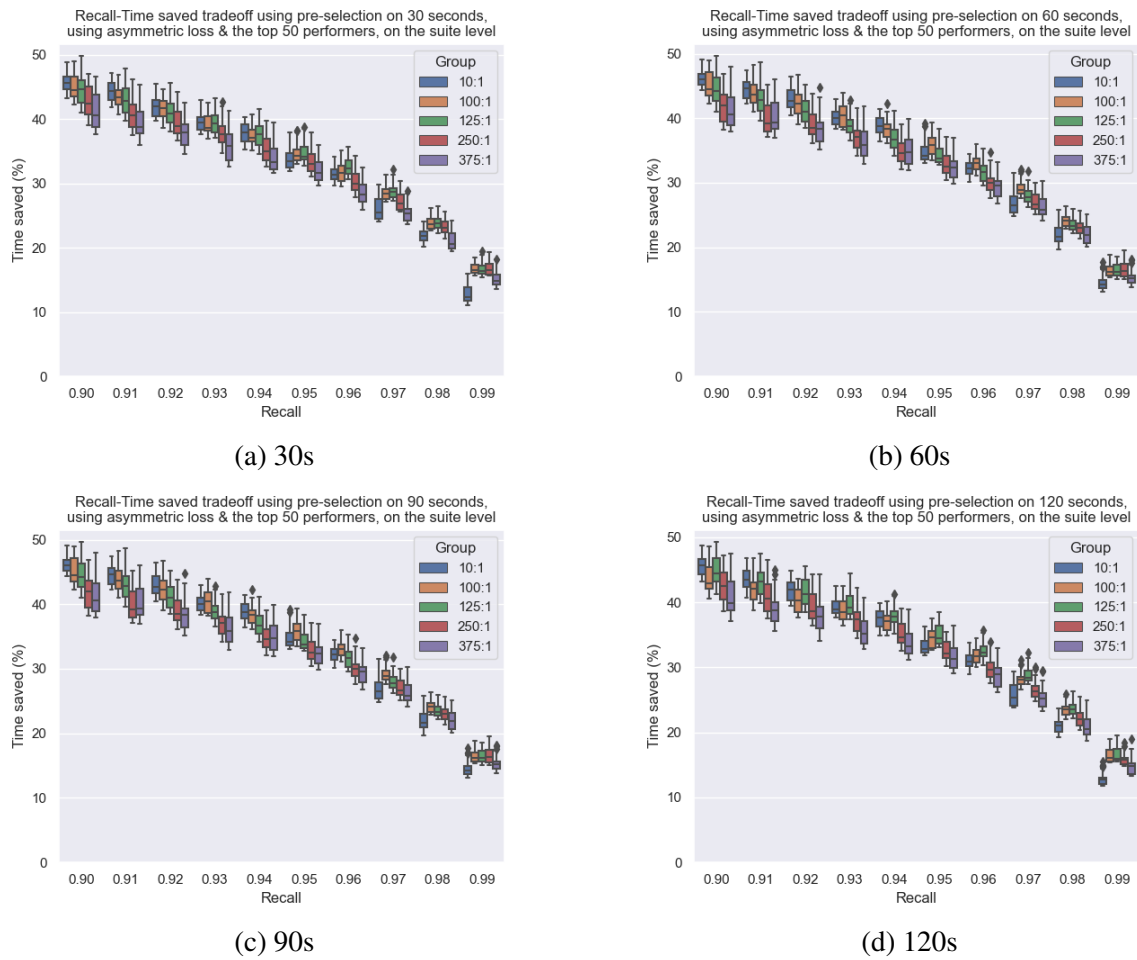 Recall-Time saved tradeoff using pre-selection on 30 seconds,
using asymmetric loss & the top 50 performers, on the suite level
50
40
30
20
10
0
Time saved (%)
Group
10:1
100:1
125:1
250:1
375:1
0.90 0.91 0.92 0.93 0.94 0.95 0.96 0.97 0.98 0.99
Recall
(a) 30s
Recall-Time saved tradeoff using pre-selection on 60 seconds,
using asymmetric loss & the top 50 performers, on the suite level
50
40
30
20
10
0
Time saved (%)
Group
10:1
100:1
125:1
250:1
375:1
0.90 0.91 0.92 0.93 0.94 0.95 0.96 0.97 0.98 0.99
Recall
(b) 60s
Recall-Time saved tradeoff using pre-selection on 90 seconds,
using asymmetric loss & the top 50 performers, on the suite level
50
40
30
20
10
0
Time saved (%)
Group
10:1
100:1
125:1
250:1
375:1
0.90 0.91 0.92 0.93 0.94 0.95 0.96 0.97 0.98 0.99
Recall
(c) 90s
Recall-Time saved tradeoff using pre-selection on 120 seconds,
using asymmetric loss & the top 50 performers, on the suite level
50
40
30
20
10
0
Time saved (%)
Group
10:1
100:1
125:1
250:1
375:1
0.90 0.91 0.92 0.93 0.94 0.95 0.96 0.97 0.98 0.99
Recall
(d) 120s